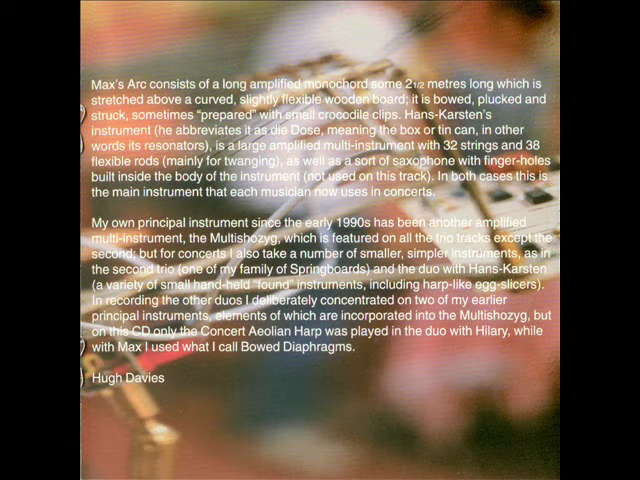 Max's Arc consists of a long amplified monochord some 2 1/2 metres long which is
stretched above a curved, slightly flexible wooden board; it is bowed, plucked and
struck, sometimes "prepared" with small crocodile clips. Hans-Karsten's
instrument (he abbreviates it as die Dose, meaning the box or tin can, in other
words its resonators), is a large amplified multi-instrument with 32 strings and 38
flexible rods (mainly for twanging), as well as a sort of saxophone with finger-holes
built inside the body of the instrument (not used on this track). In both cases this is
the main instrument that each musician now uses in concerts.
My own principal instrument since the early 1990s has been another amplified
multi-instrument, the Multishozyg, which is featured on all the trio tracks except the
second; but for concerts I also take a number of smaller, simpler instruments, as in
the second trio (one of my family of Springboards) and the duo with Hans-Karsten
(a variety of small hand-held "found" instruments, including harp-like egg-slicers).
In recording the other duos I deliberately concentrated on two of my earlier
principal instruments, elements of which are incorporated into the Multishozyg, but
on this CD only the Concert Aeolian Harp was played in the duo with Hilary, while
with Max I used what I call Bowed Diaphragms.
Hugh Davies